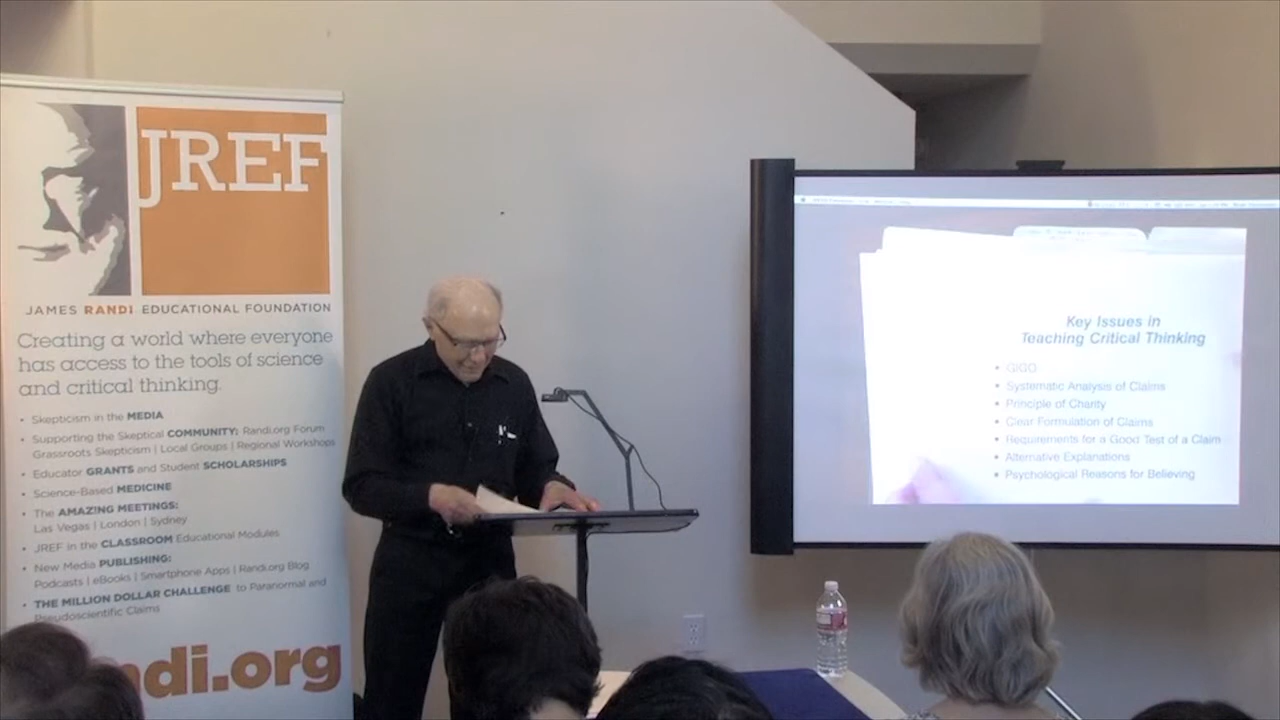 JREF
JAMES RANDI EDUCATIONAL FOUNDATION
Creating a world where everyone
has access to the tools of science
and critical thinking.
• Skepticism in the MEDIA
• Supporting the Skeptical COMMUNITY: Randi.org Forum
Grassroots Skepticism | Local Groups | Regional Workshops
• Educator GRANTS and Student SCHOLARSHIPS
• Science-Based MEDICINE
• The AMAZ!NG MEETINGS:
Las Vegas | London | Sydney
• JREF in the CLASSROOM Educational Modules
• New Media PUBLISHING:
Podcasts | eBooks | Smartphone Apps | Randi.org Blog
• THE MILLION DOLLAR CHALLENGE to Paranormal and
Pseudoscientific Claims
ndi.org
Key Issues in
Teaching Critical Thinking
• GIGO
• Systematic Analysis of Claims
• Principle of Charity
• Clear Formulation of Claims
• Requirements for a Good Test of a Claim
• Alternative Explanations
• Psychological Reasons for Believing